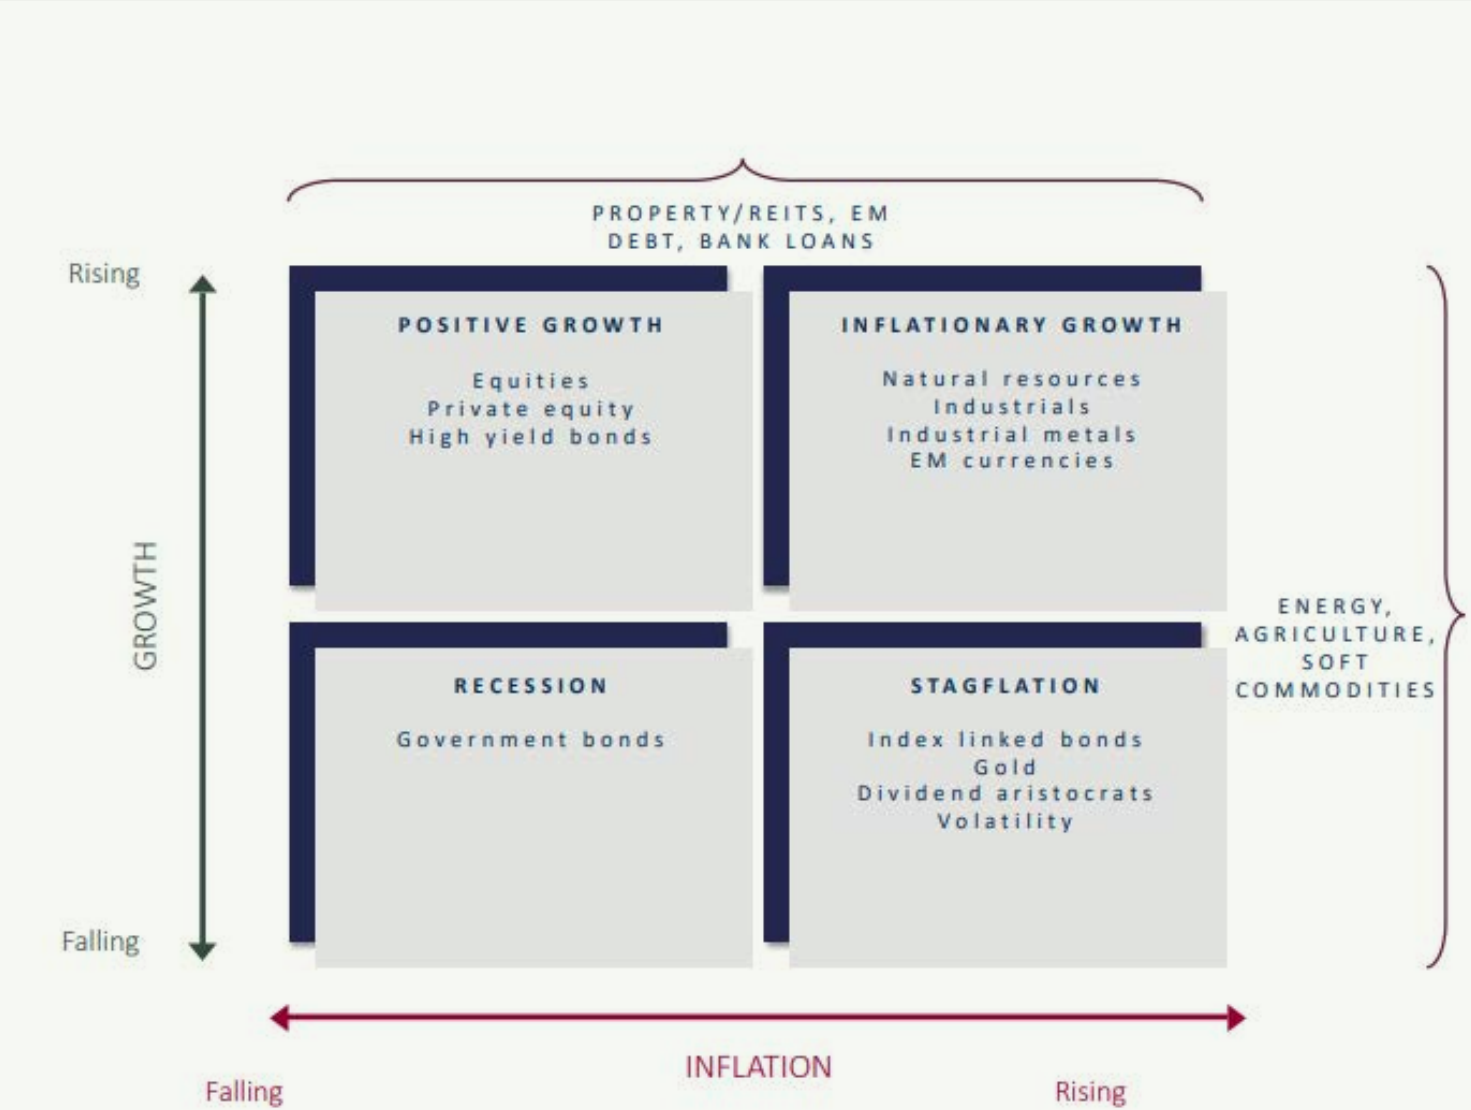 PROPERTY/REITS, EM
DEBT, BANK LOANS
Rising
POSITIVE GROWTH
Equities
Private equity
High yield bonds
INFLATIONARY GROWTH
Natural resources
Industrials
Industrial metals
EM currencies
GROWTH
ENERGY,
AGRICULTURE,
SOFT
COMMODITIES
RECESSION
Government bonds
STAGFLATION
Index linked bonds
Gold
Dividend aristocrats
Volatility
Falling
INFLATION
Falling
Rising